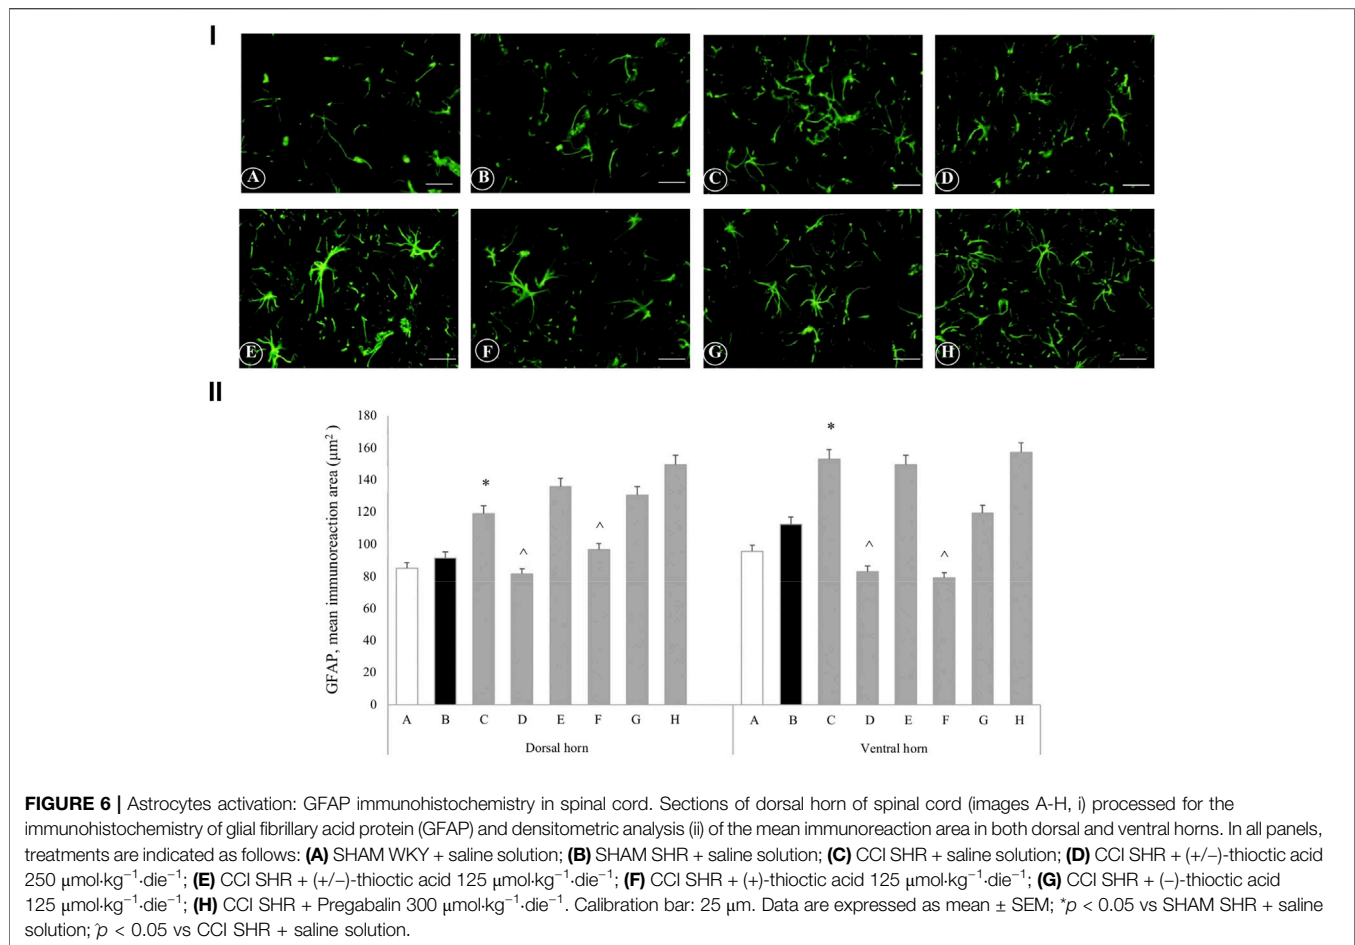 I
A
B
C
D
E
F
G
H
II
GFAP, mean immunoreaction area (µm²)
180
160
140
120
100
80
60
40
20
0
* ^ ^ * ^ ^
A B C D E F G H A B C D E F G H
Dorsal horn Ventral horn
FIGURE 6 | Astrocytes activation: GFAP immunohistochemistry in spinal cord. Sections of dorsal horn of spinal cord (images A-H, i) processed for the
immunohistochemistry of glial fibrillary acid protein (GFAP) and densitometric analysis (ii) of the mean immunoreaction area in both dorsal and ventral horns. In all panels,
treatments are indicated as follows: (A) SHAM WKY + saline solution; (B) SHAM SHR + saline solution; (C) CCI SHR + saline solution; (D) CCI SHR + (+/−)-thioctic acid
250 µmol·kg⁻¹·die⁻¹; (E) CCI SHR + (+/−)-thioctic acid 125 µmol·kg⁻¹·die⁻¹; (F) CCI SHR + (+)-thioctic acid 125 µmol·kg⁻¹·die⁻¹; (G) CCI SHR + (−)-thioctic acid
125 µmol·kg⁻¹·die⁻¹; (H) CCI SHR + Pregabalin 300 µmol·kg⁻¹·die⁻¹. Calibration bar: 25 µm. Data are expressed as mean ± SEM; *p < 0.05 vs SHAM SHR + saline
solution; ^p < 0.05 vs CCI SHR + saline solution.